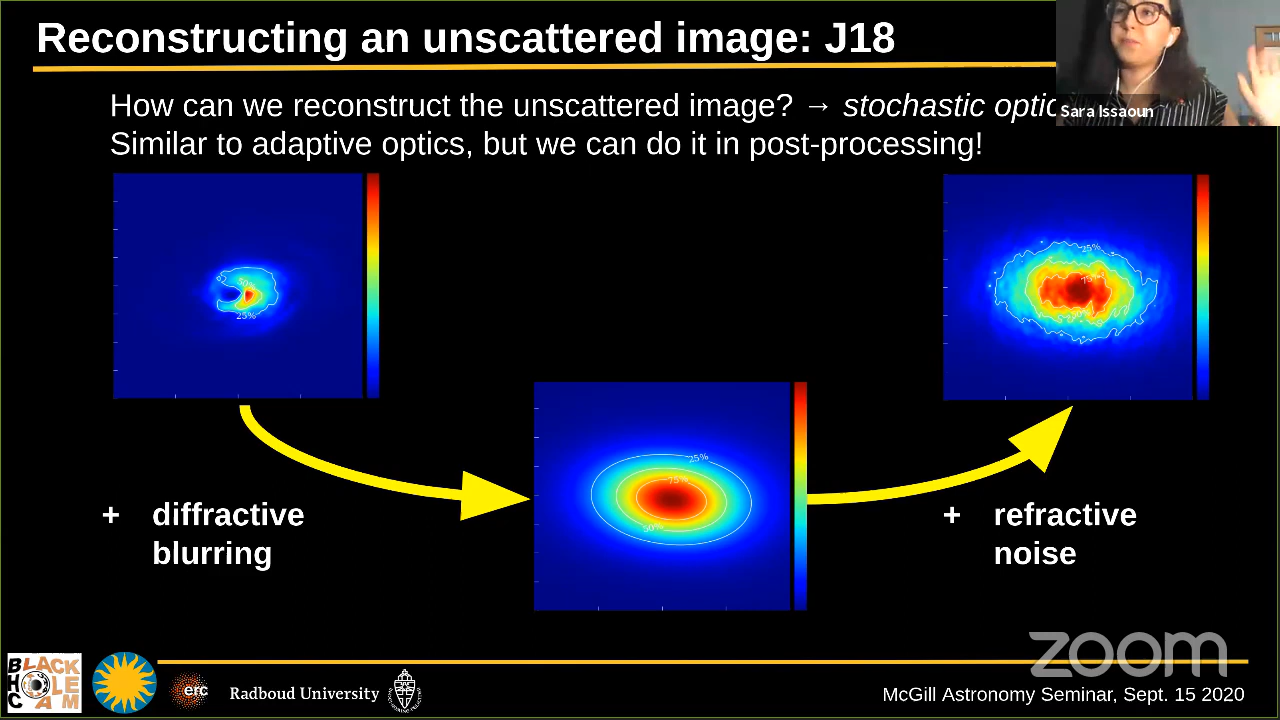 Reconstructing an unscattered image: J18
Sara Issaoun
How can we reconstruct the unscattered image? → stochastic optic
Similar to adaptive optics, but we can do it in post-processing!
50%
25%
25%
75%
25%
75%
50%
+ diffractive
blurring
+ refractive
noise
zoom
BLACK
HOLE
CAM
erc
Radboud University
McGill Astronomy Seminar, Sept. 15 2020